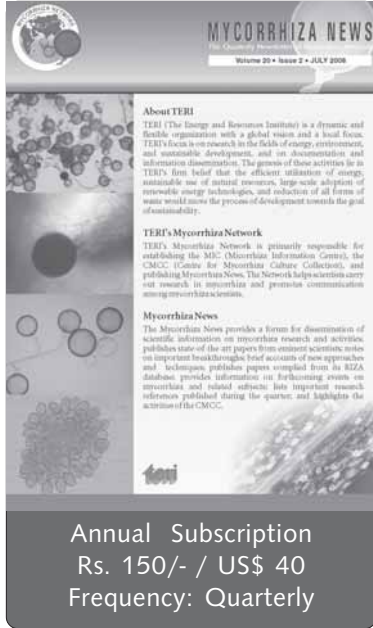 MYCORRHIZA NETWORK
MYCORRHIZA NEWS
The Quarterly Newsletter of
Volume 20 • Issue 2 • JULY 2008
About TERI
TERI (The Energy and Resources Institute) is a dynamic and
flexible organization with a global vision and a local focus.
TERI's focus is on research in the fields of energy, environment,
and sustainable development, and on documentation and
information dissemination. The genesis of these activities lie in
TERI's firm belief that the efficient utilization of energy,
sustainable use of natural resources, large-scale adoption of
renewable energy technologies, and reduction of all forms of
waste would move the process of development towards the goal
of sustainability.
TERI's Mycorrhiza Network
TERI's Mycorrhiza Network is primarily responsible for
establishing the MIC (Mycorrhiza Information Centre), the
CMCC (Centre for Mycorrhiza Culture Collection), and
publishing Mycorrhiza News. The Network helps scientists carry
out research in mycorrhiza and promotes communication
among mycorrhiza scientists.
Mycorrhiza News
The Mycorrhiza News provides a forum for dissemination of
scientific information on mycorrhiza research and activities;
publishes state-of-the-art papers from eminent scientists; notes
on important breakthroughs; brief accounts of new approaches
and techniques; publishes papers compiled from its RIZA
database; provides information on forthcoming events on
mycorrhiza and related subjects; lists important research
references published during the quarter; and highlights the
activities of the CMCC.
teri
Annual Subscription
Rs. 150/- / US$ 40
Frequency: Quarterly